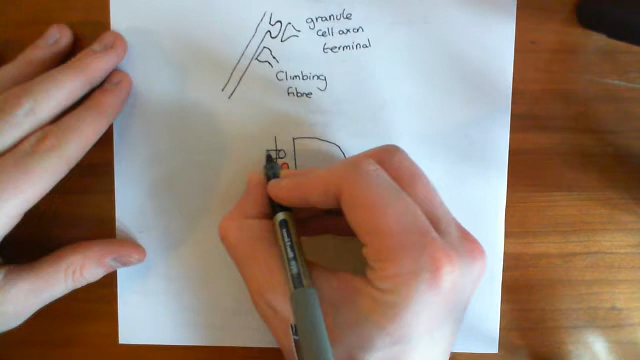 granule
cell axon
terminal
Climbing
fibre